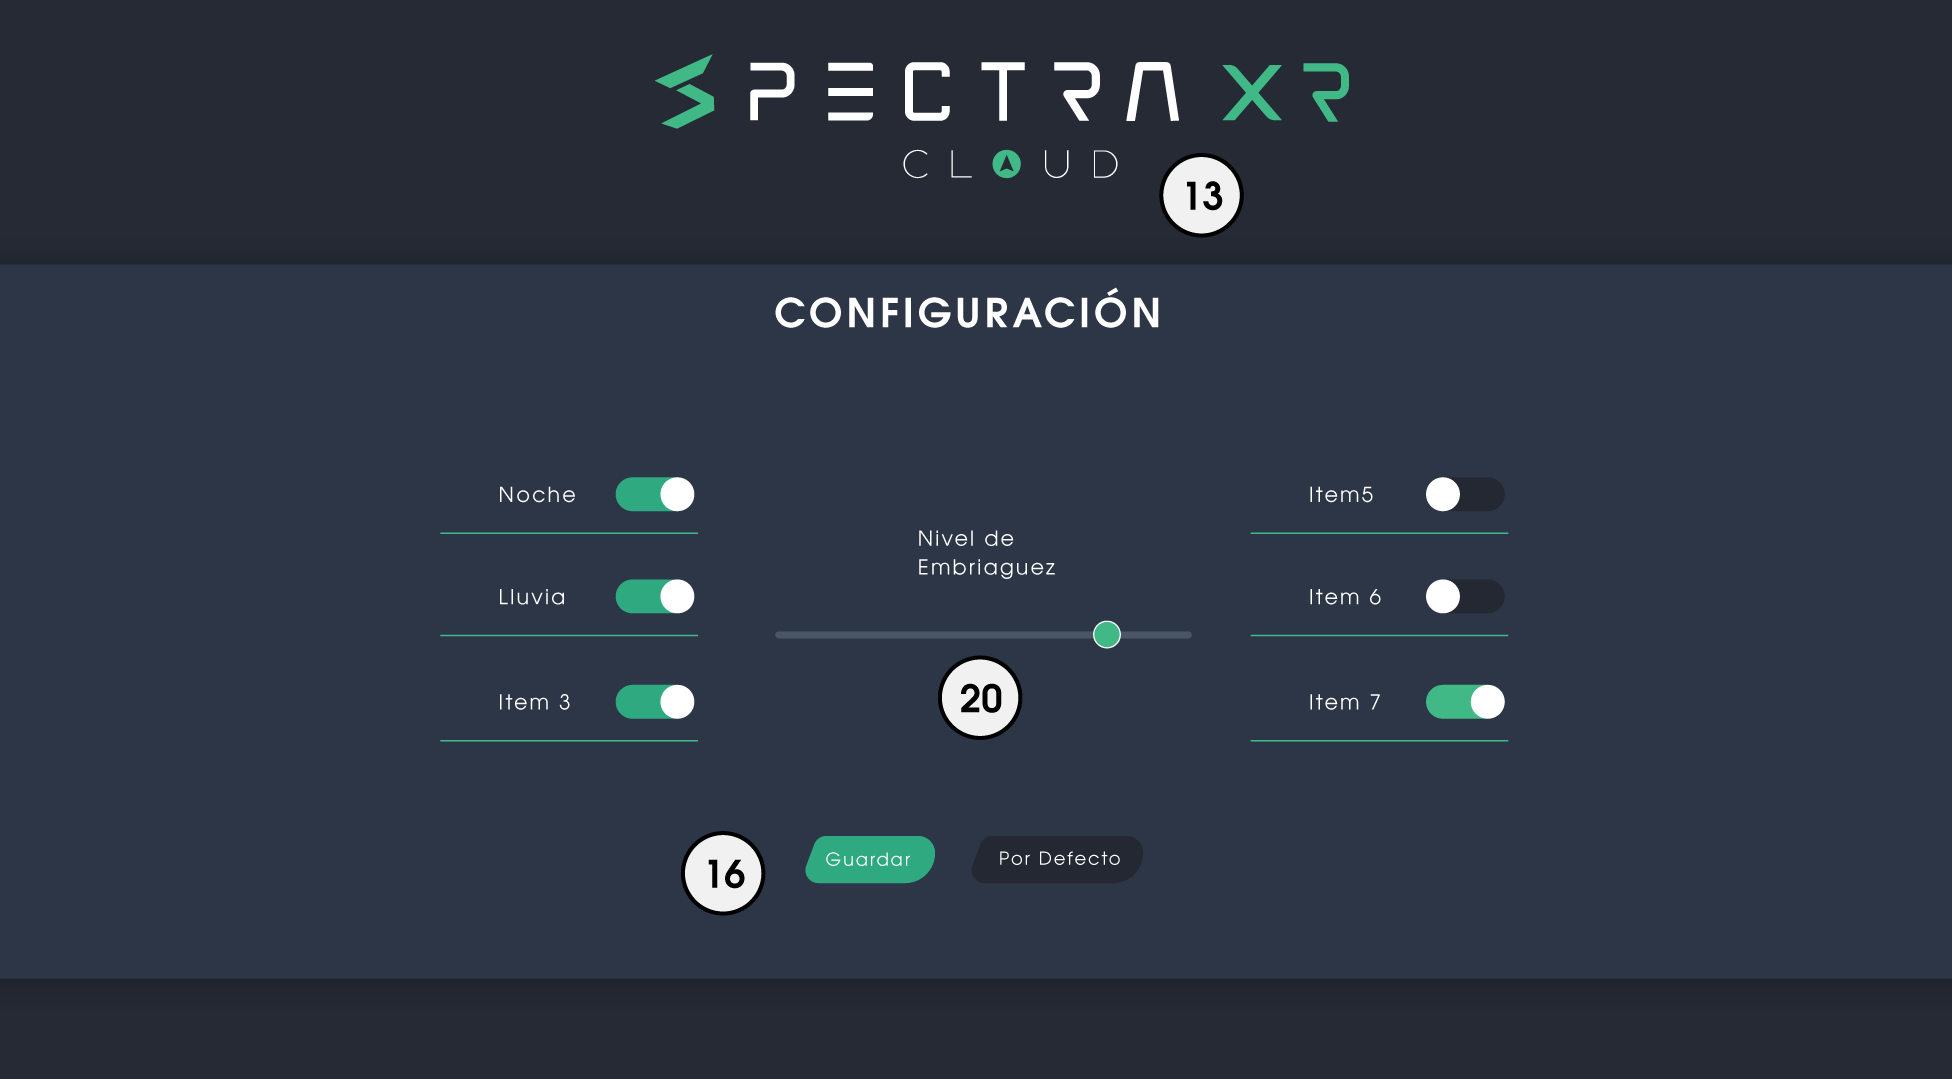 SPECTRA XR
CLOUD
13
CONFIGURACIÓN
Noche
Lluvia
Item 3
Nivel de
Embriaguez
20
Item5
Item 6
Item 7
16
Guardar
Por Defecto